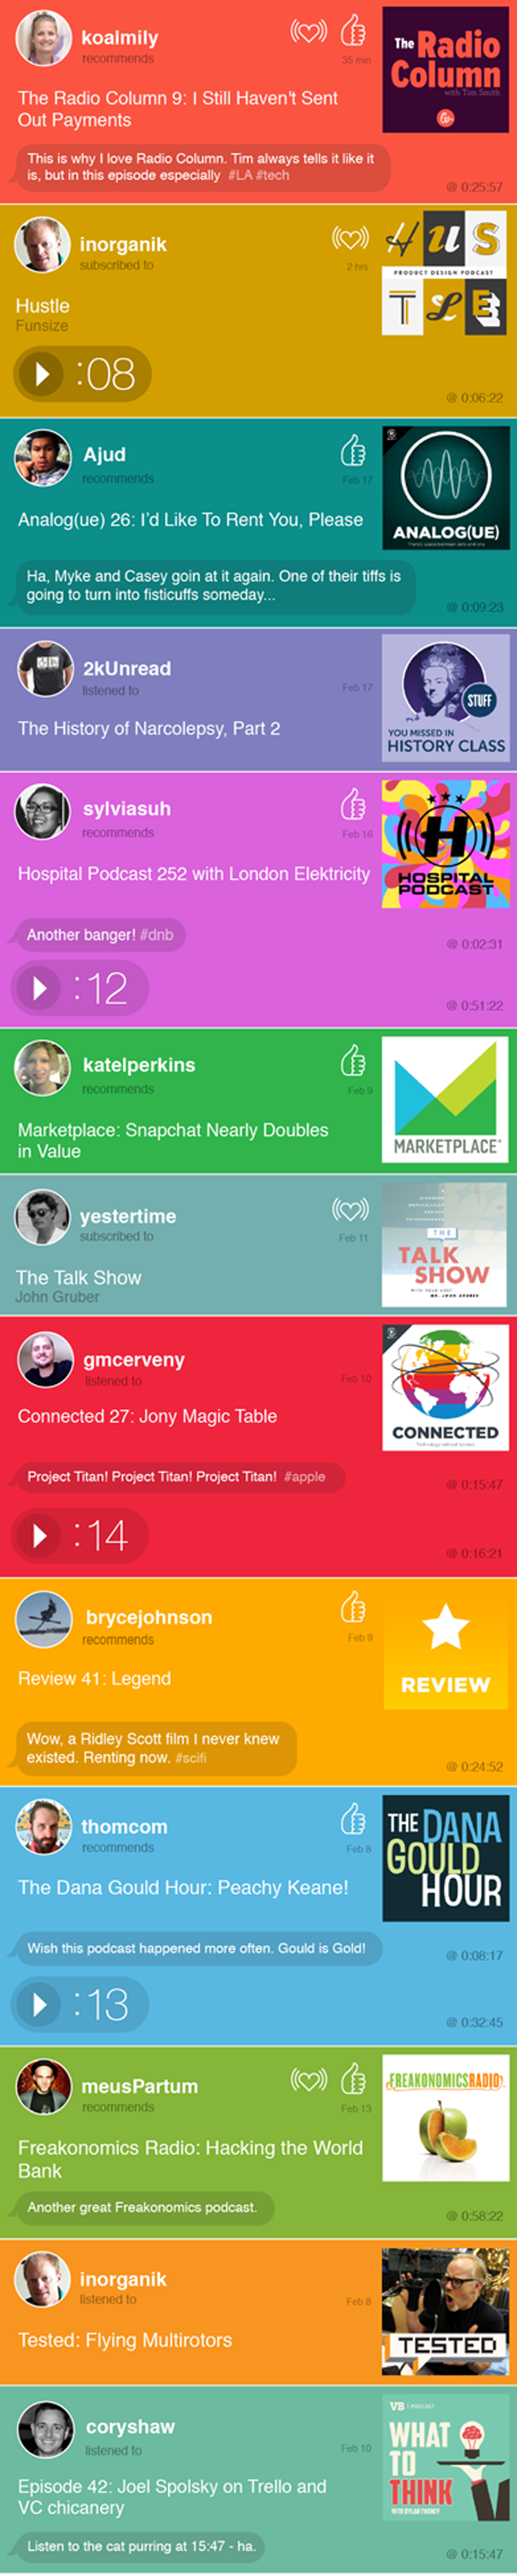 koalmily
recommends
35 min
The Radio Column
with Tim Smith
The Radio Column 9: I Still Haven't Sent
Out Payments
This is why I love Radio Column. Tim always tells it like it
is, but in this episode especially #LA #tech
@ 0:25:57
inorganik
subscribed to
2 hrs
HUS
PRODUCT DESIGN PODCAST
TLE
Hustle
Funsize
:08
@ 0:06:22
Ajud
recommends
Feb 17
ANALOG(UE)
Analog(ue) 26: I'd Like To Rent You, Please
Ha, Myke and Casey goin at it again. One of their tiffs is
going to turn into fisticuffs someday...
@ 0:09:23
2kUnread
listened to
Feb 17
STUFF
YOU MISSED IN
HISTORY CLASS
The History of Narcolepsy, Part 2
sylviasuh
recommends
Feb 16
H
HOSPITAL
PODCAST
Hospital Podcast 252 with London Elektricity
Another banger! #dnb
@ 0:02:31
:12
@ 0:51:22
katelperkins
recommends
Feb 9
MARKETPLACE
Marketplace: Snapchat Nearly Doubles
in Value
yestertime
subscribed to
Feb 11
THE
TALK
SHOW
The Talk Show
John Gruber
gmcerveny
listened to
Feb 10
CONNECTED
Connected 27: Jony Magic Table
Project Titan! Project Titan! Project Titan! #apple
@ 0:15:47
:14
@ 0:16:21
brycejohnson
recommends
Feb 9
REVIEW
Review 41: Legend
Wow, a Ridley Scott film I never knew
existed. Renting now. #scifi
@ 0:24:52
thomcom
recommends
Feb 8
THE DANA
GOULD
HOUR
The Dana Gould Hour: Peachy Keane!
Wish this podcast happened more often. Gould is Gold!
@ 0:08:17
:13
@ 0:32:45
meusPartum
recommends
Feb 13
FREAKONOMICS RADIO
Freakonomics Radio: Hacking the World
Bank
Another great Freakonomics podcast.
@ 0:58:22
inorganik
listened to
Feb 8
TESTED
Tested: Flying Multirotors
coryshaw
listened to
Feb 10
VB | PODCAST
WHAT
TO
THINK
WITH DYLAN TWENEY
Episode 42: Joel Spolsky on Trello and
VC chicanery
Listen to the cat purring at 15:47 - ha.
@ 0:15:47